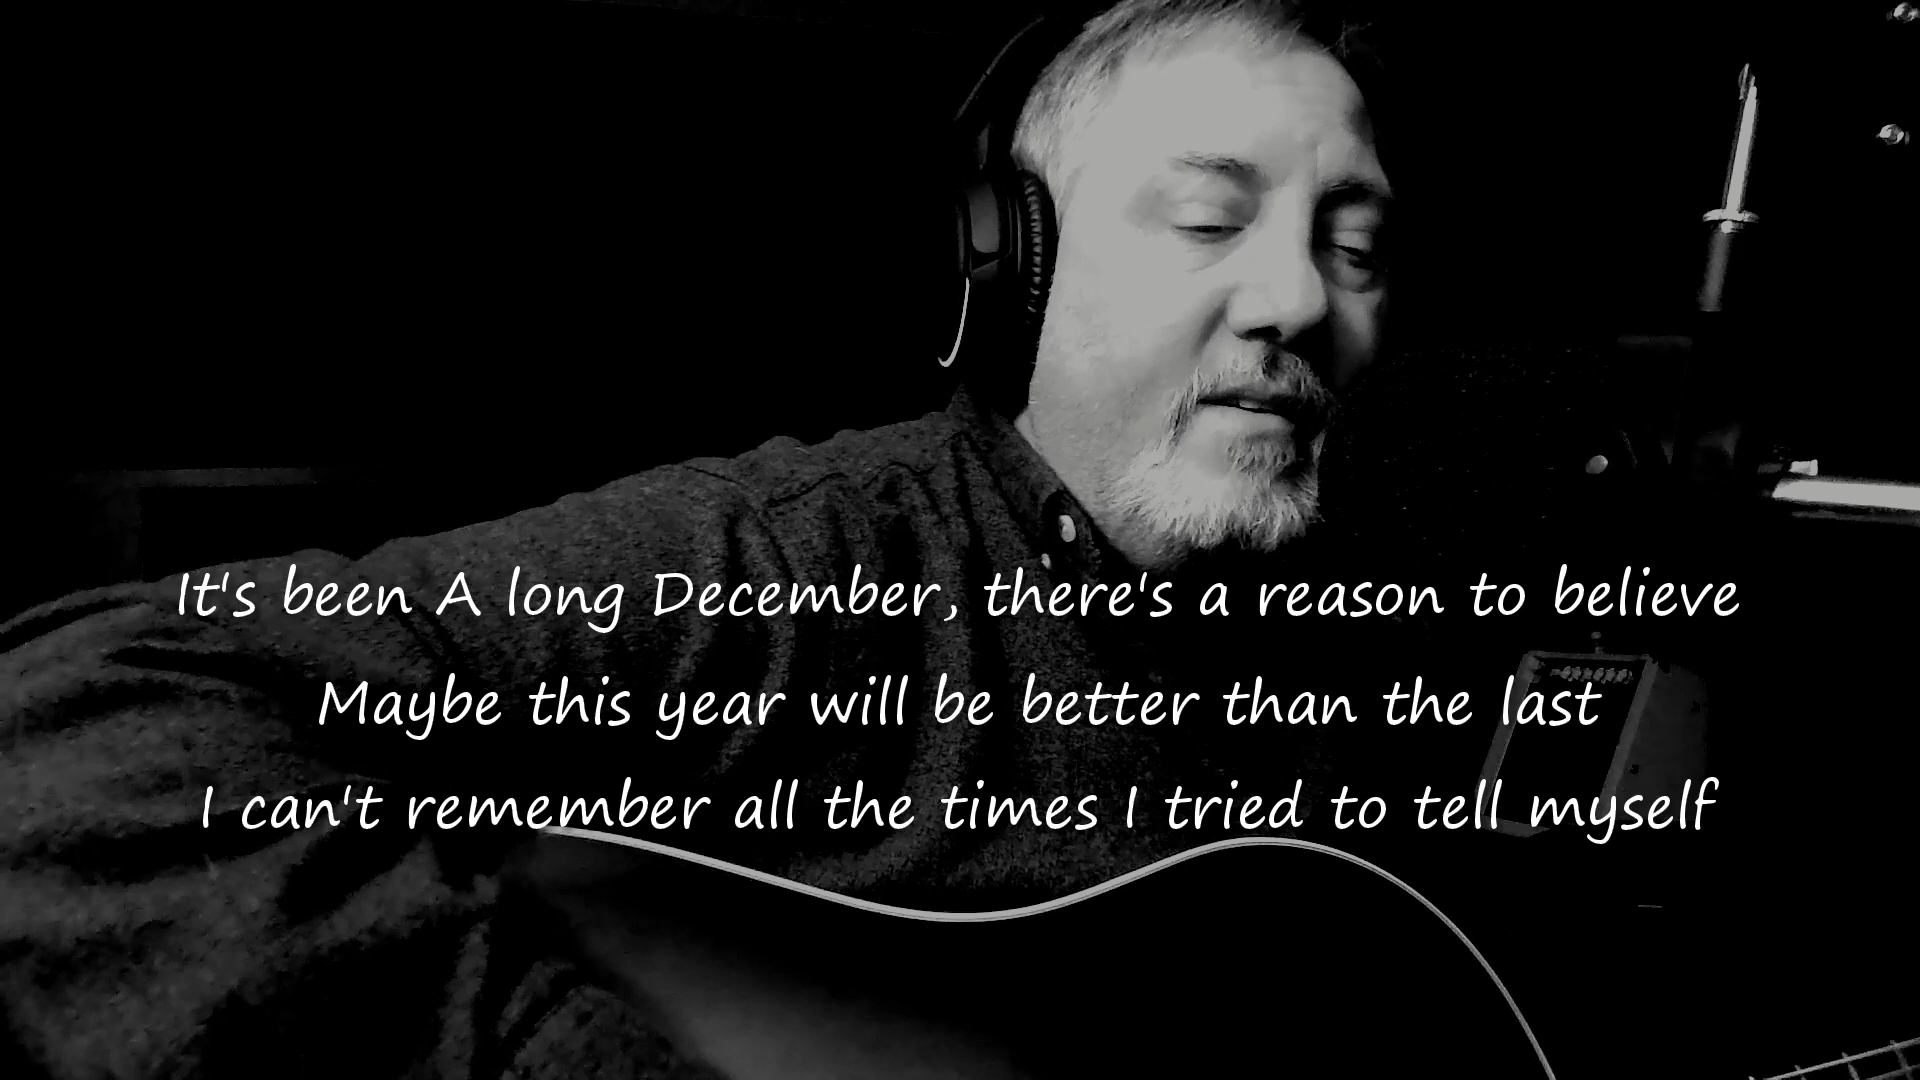 It's been A long December, there's a reason to believe
Maybe this year will be better than the last
I can't remember all the times I tried to tell myself